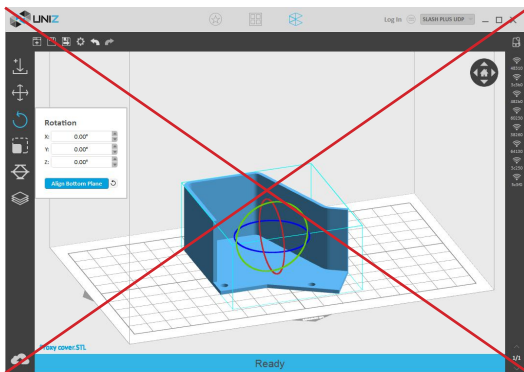 UNIZ
Log In
SLASH PLUS UDP
Rotation
X: 0.00°
Y: 0.00°
Z: 0.00°
Align Bottom Plane
Proxy cover.STL
Ready
1/1